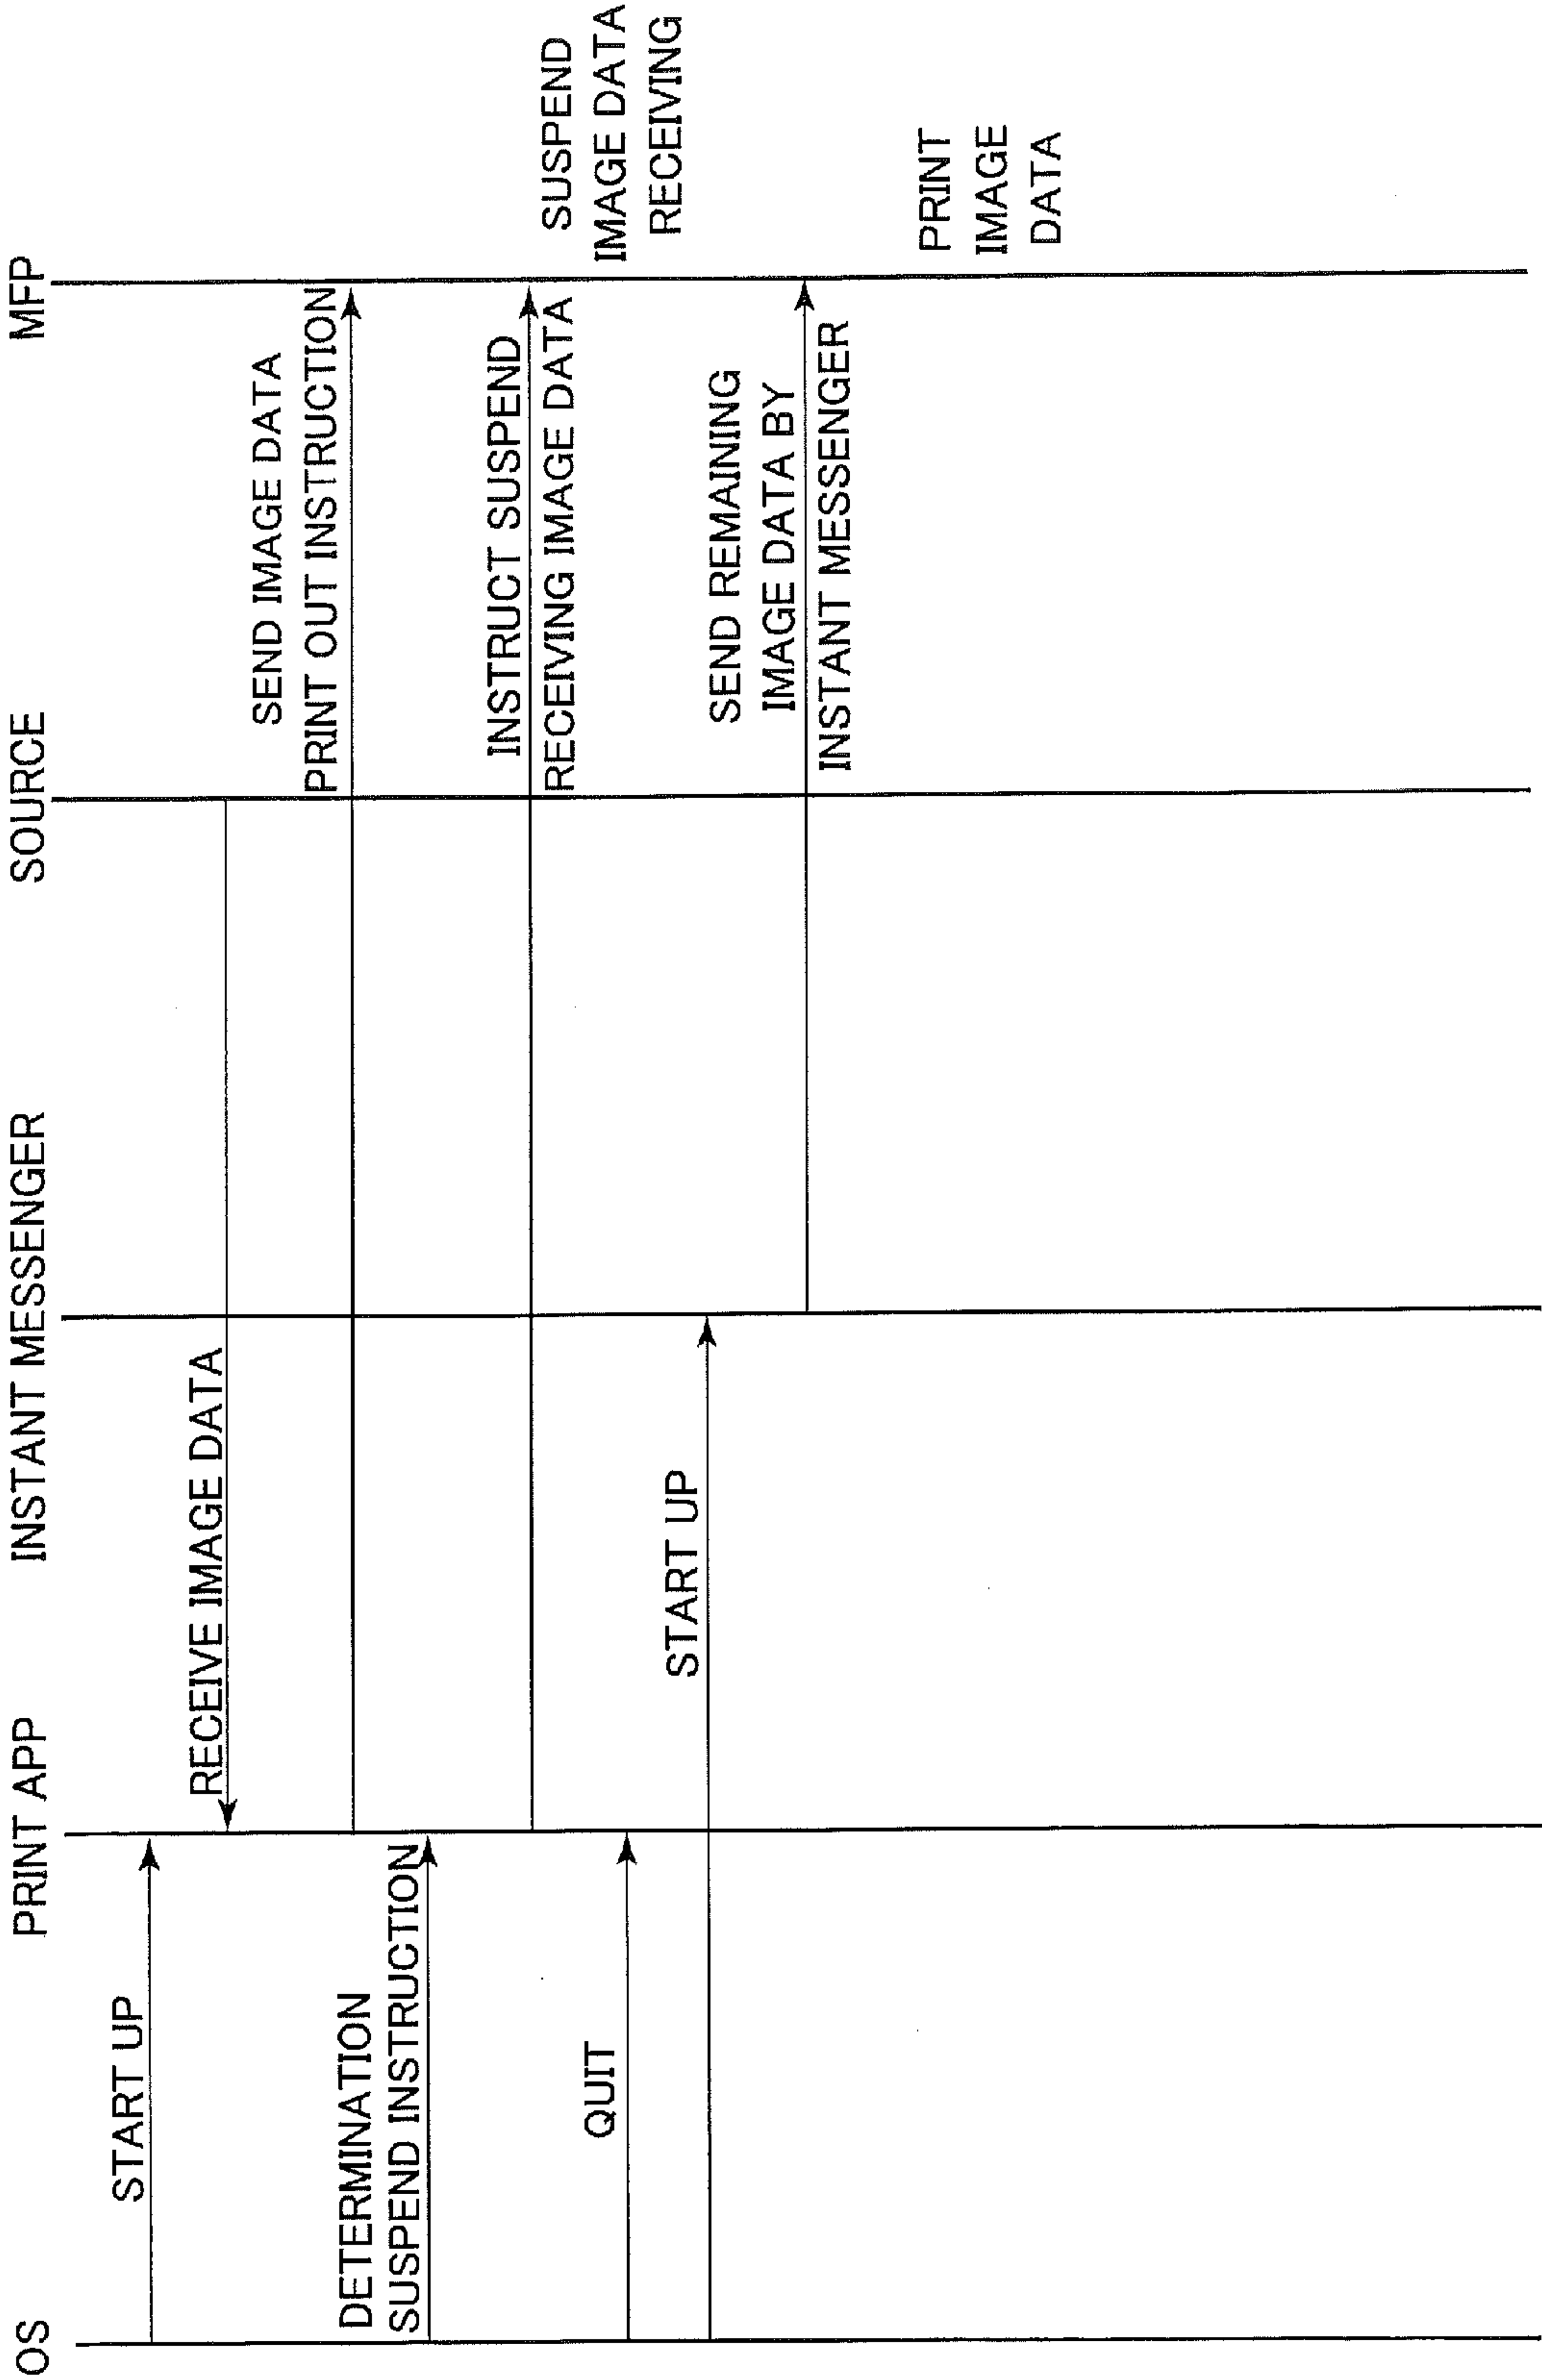 OS
PRINT APP
INSTANT MESSENGER
SOURCE
MFP
START UP
RECEIVE IMAGE DATA
SEND IMAGE DATA
PRINT OUT INSTRUCTION
DETERMINATION
SUSPEND INSTRUCTION
INSTRUCT SUSPEND
RECEIVING IMAGE DATA
SUSPEND
IMAGE DATA
RECEIVING
QUIT
START UP
SEND REMAINING
IMAGE DATA BY
INSTANT MESSENGER
PRINT
IMAGE
DATA